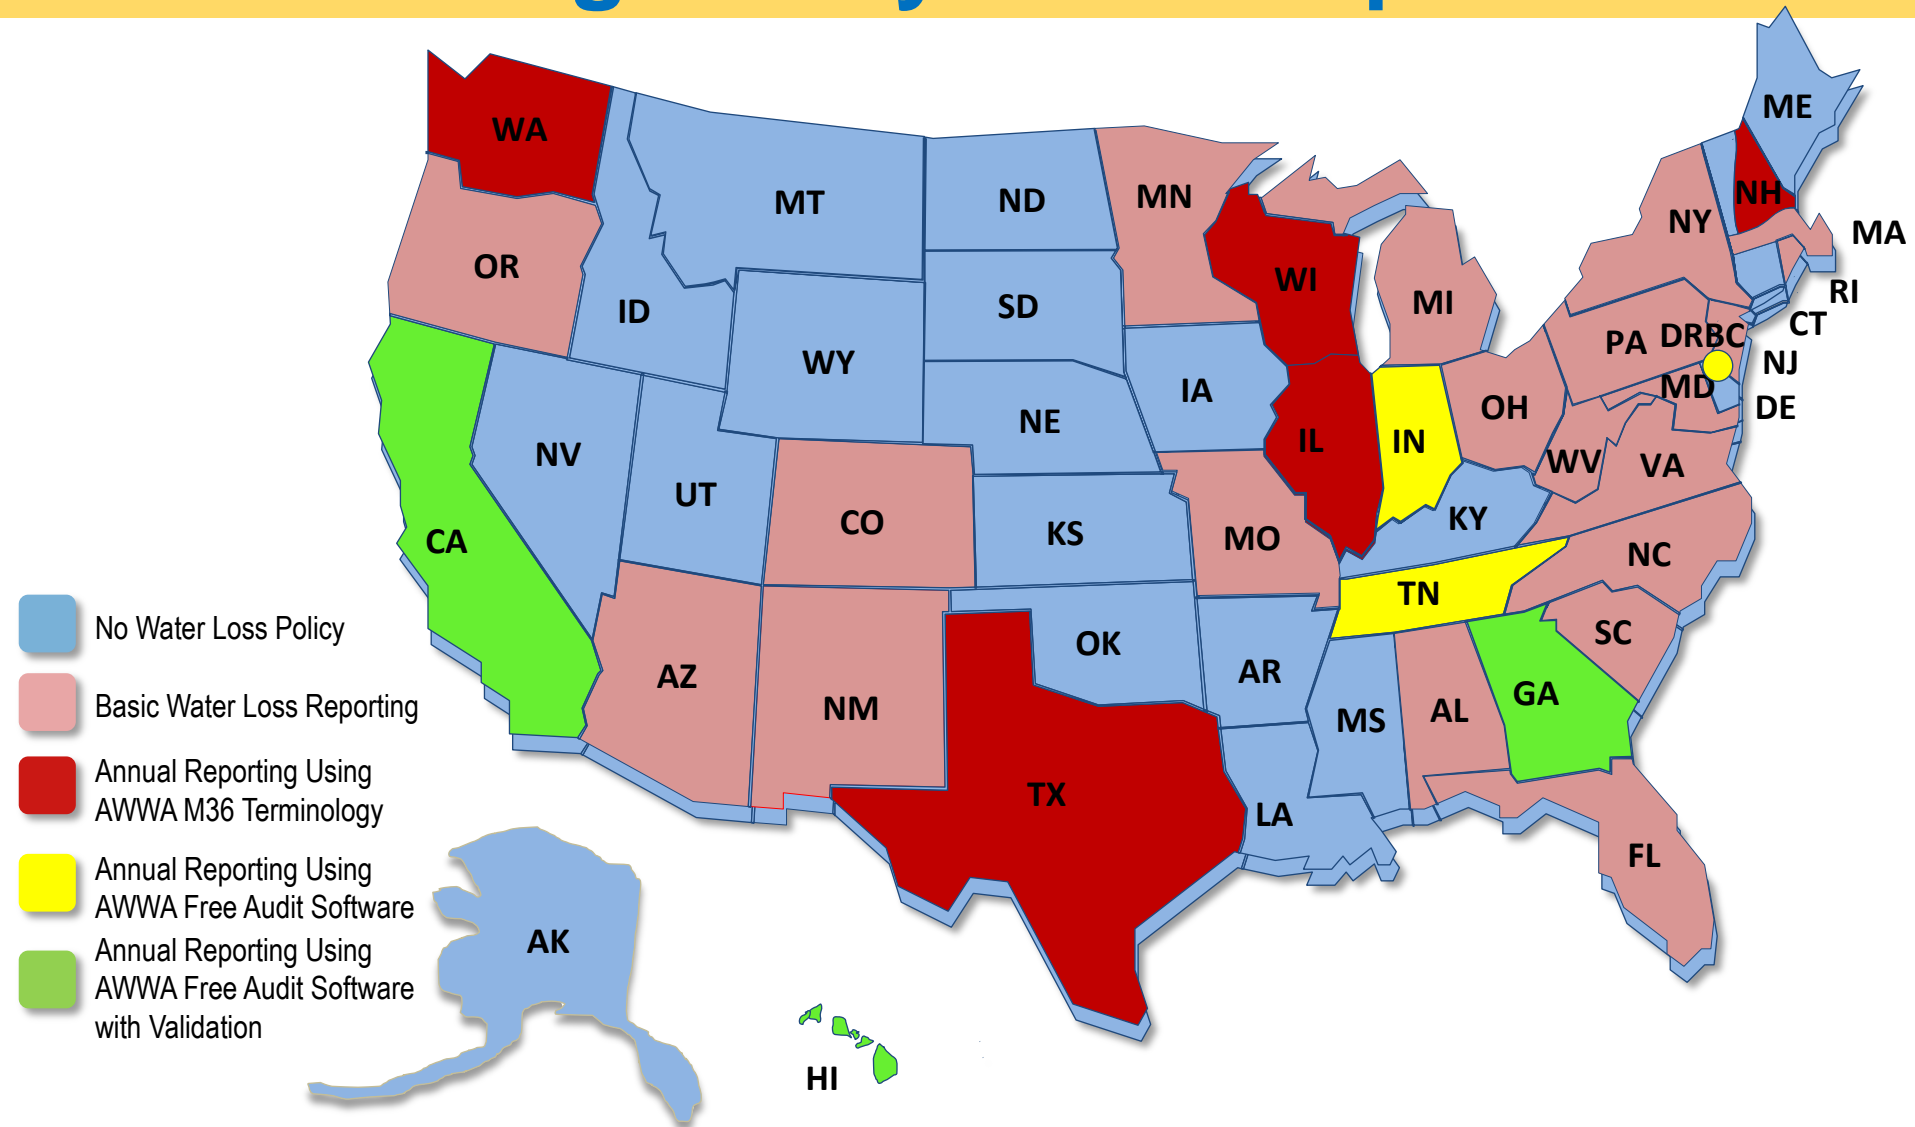 WA
ME
MT
ND
MN
NH
NY
MA
OR
ID
SD
WI
MI
RI
WY
PA
DRBC
CT
NJ
IA
MD
DE
NE
OH
NV
IL
IN
WV
VA
UT
CO
KS
MO
KY
CA
NC
TN
OK
SC
AZ
AR
GA
NM
MS
AL
TX
LA
FL
AK
HI
No Water Loss Policy
Basic Water Loss Reporting
Annual Reporting Using
AWWA M36 Terminology
Annual Reporting Using
AWWA Free Audit Software
Annual Reporting Using
AWWA Free Audit Software
with Validation